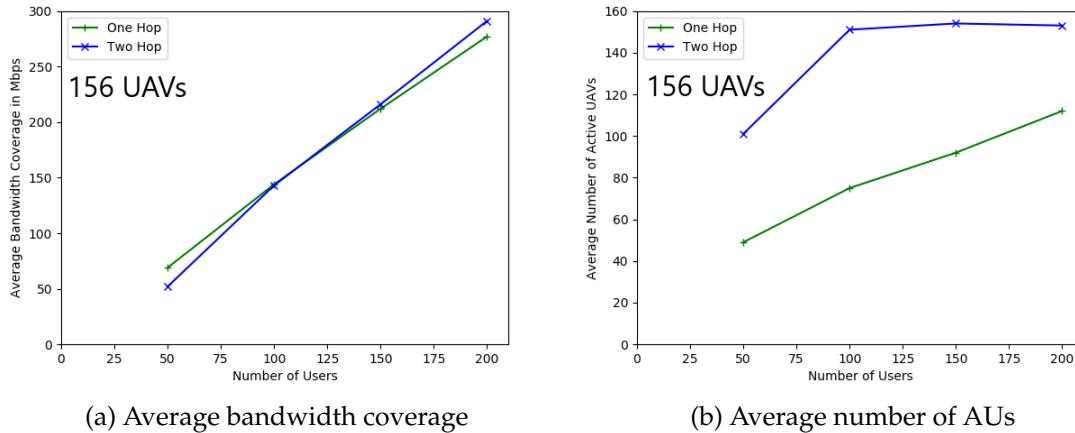 300
250
200
150
100
50
0
Average Bandwidth Coverage in Mbps
One Hop
Two Hop
156 UAVs
0 25 50 75 100 125 150 175 200
Number of Users
(a) Average bandwidth coverage
160
140
120
100
80
60
40
20
0
Average Number of Active UAVs
One Hop
Two Hop
156 UAVs
0 25 50 75 100 125 150 175 200
Number of Users
(b) Average number of AUs